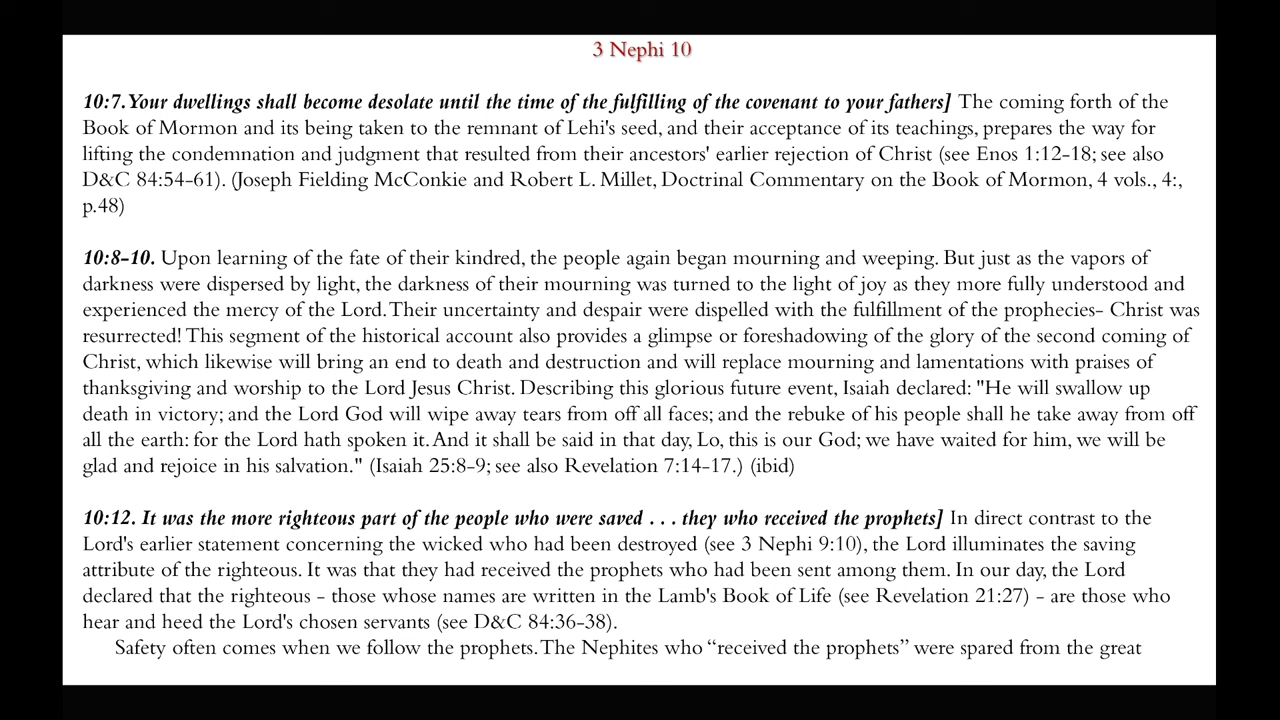 3 Nephi 10
10:7. Your dwellings shall become desolate until the time of the fulfilling of the covenant to your fathers] The coming forth of the
Book of Mormon and its being taken to the remnant of Lehi's seed, and their acceptance of its teachings, prepares the way for
lifting the condemnation and judgment that resulted from their ancestors' earlier rejection of Christ (see Enos 1:12-18; see also
D&C 84:54-61). (Joseph Fielding McConkie and Robert L. Millet, Doctrinal Commentary on the Book of Mormon, 4 vols., 4:,
p.48)
10:8–10. Upon learning of the fate of their kindred, the people again began mourning and weeping. But just as the vapors of
darkness were dispersed by light, the darkness of their mourning was turned to the light of joy as they more fully understood and
experienced the mercy of the Lord. Their uncertainty and despair were dispelled with the fulfillment of the prophecies- Christ was
resurrected! This segment of the historical account also provides a glimpse or foreshadowing of the glory of the second coming of
Christ, which likewise will bring an end to death and destruction and will replace mourning and lamentations with praises of
thanksgiving and worship to the Lord Jesus Christ. Describing this glorious future event, Isaiah declared: "He will swallow up
death in victory; and the Lord God will wipe away tears from off all faces; and the rebuke of his people shall he take away from off
all the earth: for the Lord hath spoken it. And it shall be said in that day, Lo, this is our God; we have waited for him, we will be
glad and rejoice in his salvation." (Isaiah 25:8-9; see also Revelation 7:14-17.) (ibid)
10:12. It was the more righteous part of the people who were saved . . . they who received the prophets] In direct contrast to the
Lord's earlier statement concerning the wicked who had been destroyed (see 3 Nephi 9:10), the Lord illuminates the saving
attribute of the righteous. It was that they had received the prophets who had been sent among them. In our day, the Lord
declared that the righteous - those whose names are written in the Lamb's Book of Life (see Revelation 21:27) - are those who
hear and heed the Lord's chosen servants (see D&C 84:36-38).
Safety often comes when we follow the prophets. The Nephites who “received the prophets” were spared from the great